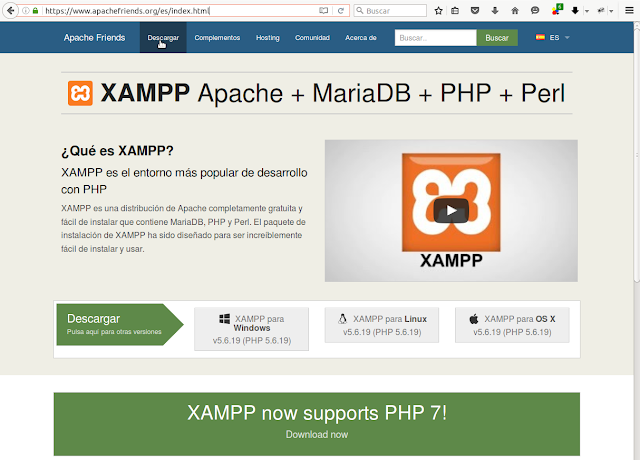 https://www.apachefriends.org/es/index.html
Buscar
6
Apache Friends
Descargar
Complementos
Hosting
Comunidad
Acerca de
Buscar...
Buscar
ES
XAMPP Apache + MariaDB + PHP + Perl
¿Qué es XAMPP?
XAMPP es el entorno más popular de desarrollo
con PHP
XAMPP es una distribución de Apache completamente gratuita y
fácil de instalar que contiene MariaDB, PHP y Perl. El paquete de
instalación de XAMPP ha sido diseñado para ser increíblemente
fácil de instalar y usar.
XAMPP
Descargar
Pulsa aquí para otras versiones
XAMPP para
Windows
v5.6.19 (PHP 5.6.19)
XAMPP para Linux
v5.6.19 (PHP 5.6.19)
XAMPP para OS X
v5.6.19 (PHP 5.6.19)
XAMPP now supports PHP 7!
Download now